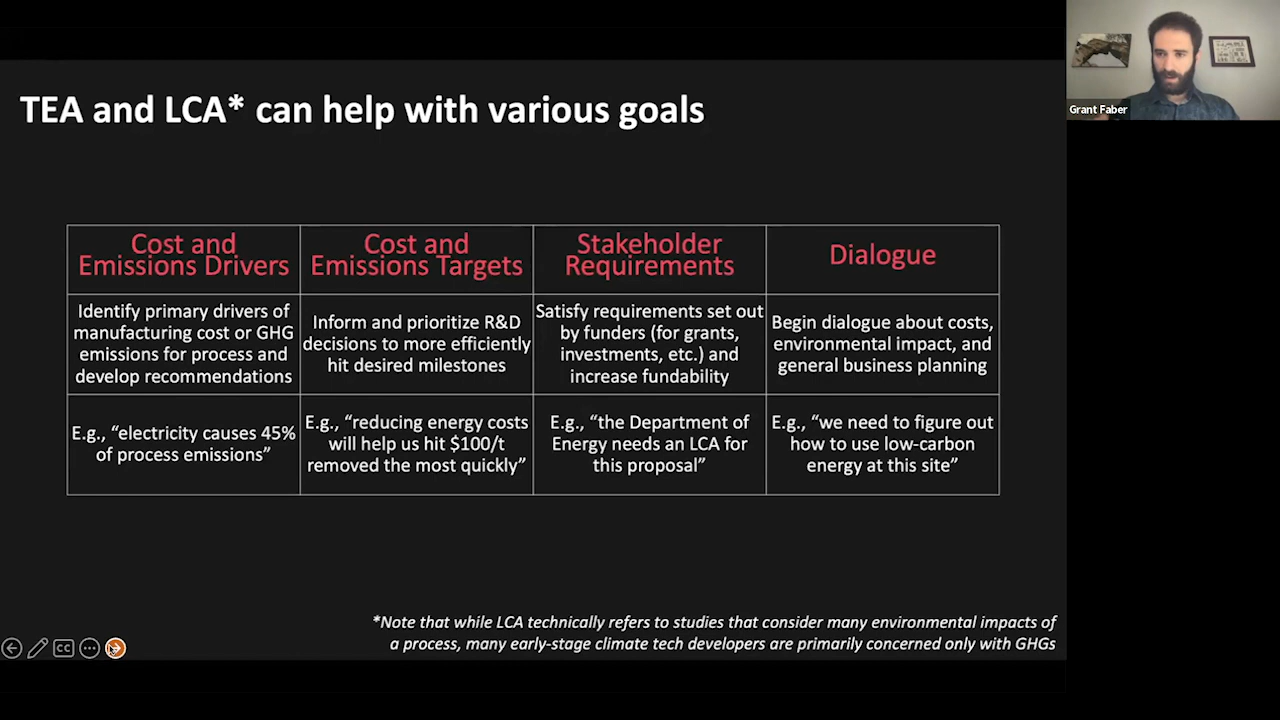 TEA and LCA* can help with various goals
Grant Faber
Cost and
Emissions Drivers
Cost and
Emissions Targets
Stakeholder
Requirements
Dialogue
Identify primary drivers of
manufacturing cost or GHG
emissions for process and
develop recommendations
Inform and prioritize R&D
decisions to more efficiently
hit desired milestones
Satisfy requirements set out
by funders (for grants,
investments, etc.) and
increase fundability
Begin dialogue about costs,
environmental impact, and
general business planning
E.g., “electricity causes 45%
of process emissions”
E.g., “reducing energy costs
will help us hit $100/t
removed the most quickly”
E.g., “the Department of
Energy needs an LCA for
this proposal”
E.g., “we need to figure out
how to use low-carbon
energy at this site”
*Note that while LCA technically refers to studies that consider many environmental impacts of
a process, many early-stage climate tech developers are primarily concerned only with GHGs
CC